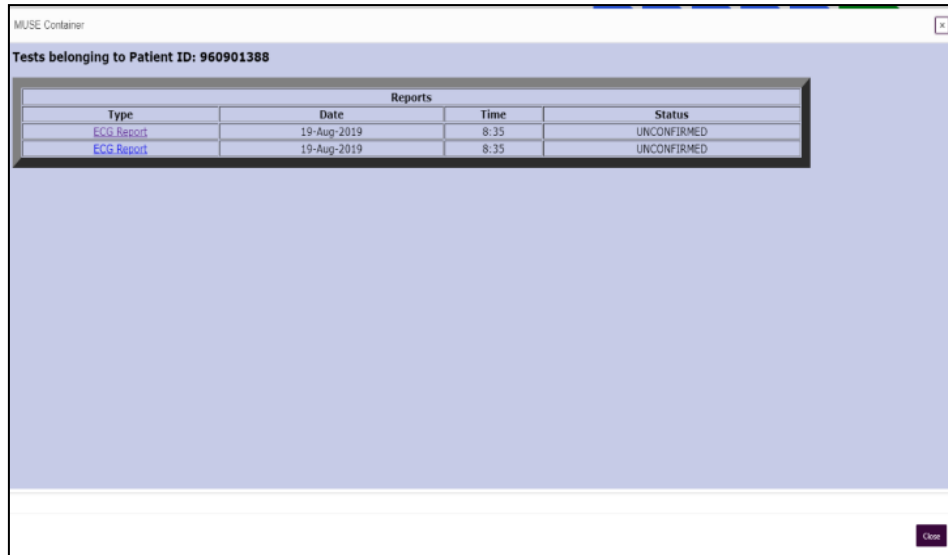 MUSE Container
x
Tests belonging to Patient ID: 960901388
Reports
Type Date Time Status
ECG Report 19-Aug-2019 8:35 UNCONFIRMED
ECG Report 19-Aug-2019 8:35 UNCONFIRMED
Close